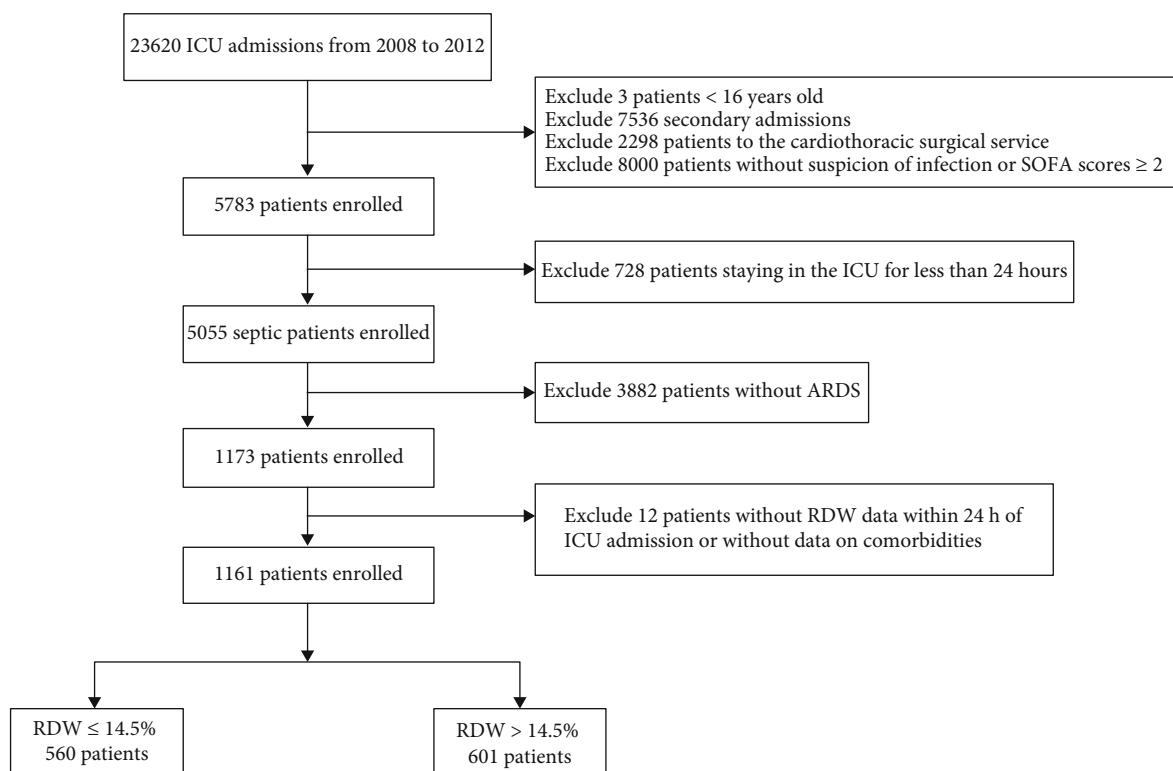 23620 ICU admissions from 2008 to 2012
Exclude 3 patients < 16 years old
Exclude 7536 secondary admissions
Exclude 2298 patients to the cardiothoracic surgical service
Exclude 8000 patients without suspicion of infection or SOFA scores ≥ 2
5783 patients enrolled
Exclude 728 patients staying in the ICU for less than 24 hours
5055 septic patients enrolled
Exclude 3882 patients without ARDS
1173 patients enrolled
Exclude 12 patients without RDW data within 24 h of
ICU admission or without data on comorbidities
1161 patients enrolled
RDW ≤ 14.5%
560 patients
RDW > 14.5%
601 patients